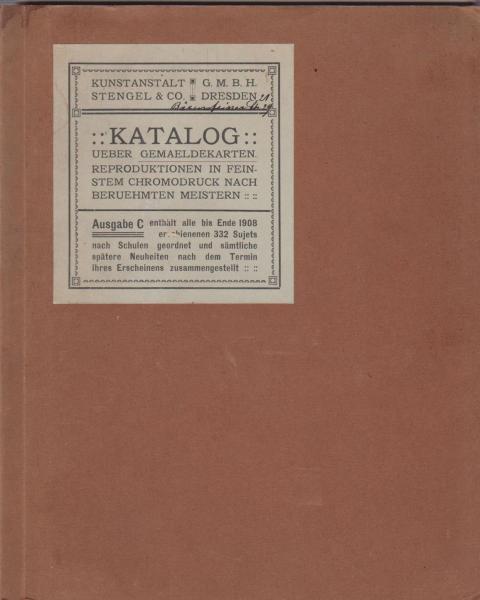 KUNSTANSTALT G. M. B. H.
STENGEL & CO. DRESDEN 21
:: KATALOG ::
UEBER GEMAELDEKARTEN.
REPRODUKTIONEN IN FEIN-
STEM CHROMODRUCK NACH
BERUEHMTEN MEISTERN :: ::
Ausgabe C enthält alle bis Ende 1908
erschienenen 332 Sujets
nach Schulen geordnet und sämtliche
spätere Neuheiten nach dem Termin
ihres Erscheinens zusammengestellt :: ::